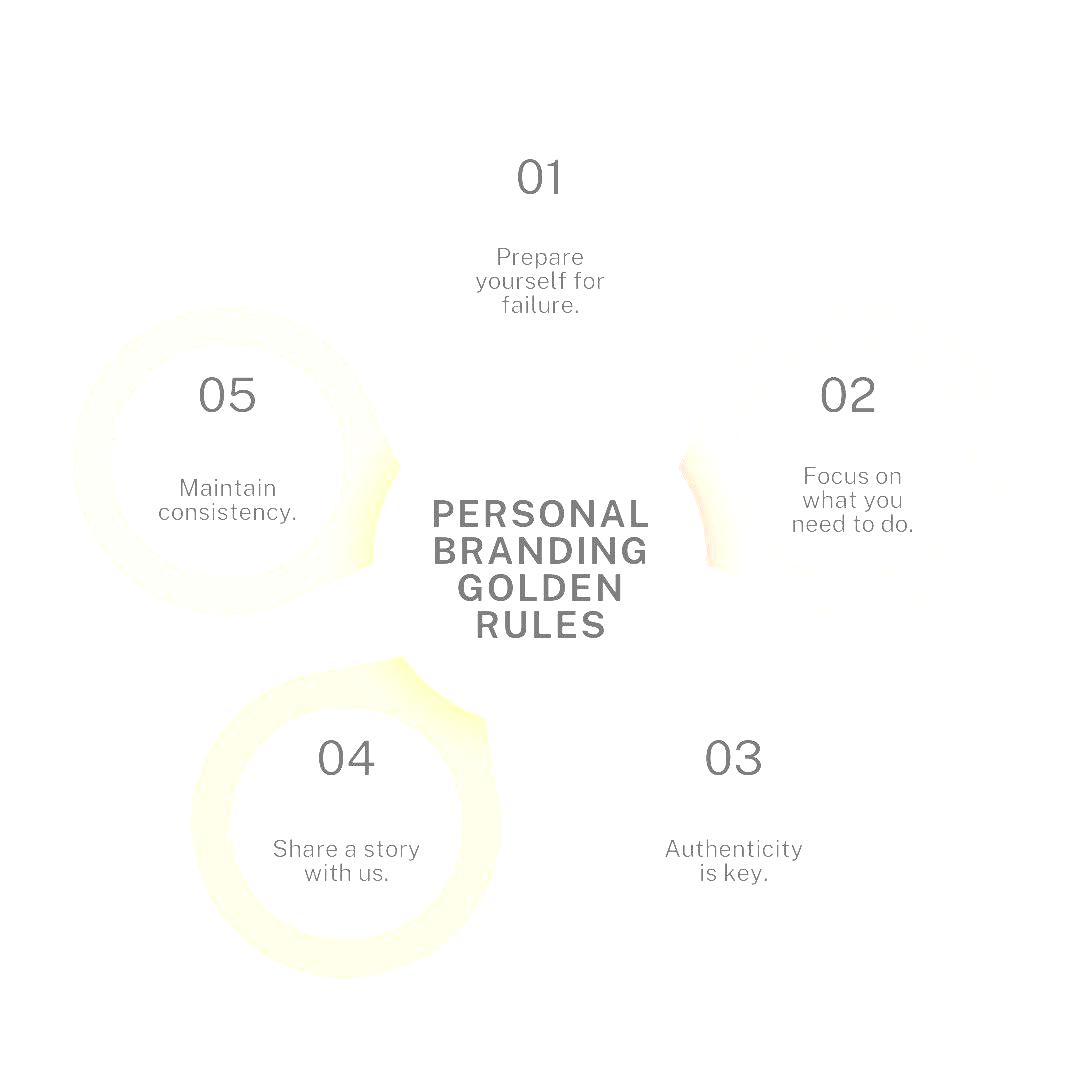 01
Prepare
yourself for
failure.
02
Focus on
what you
need to do.
03
Authenticity
is key.
04
Share a story
with us.
05
Maintain
consistency.
PERSONAL
BRANDING
GOLDEN
RULES